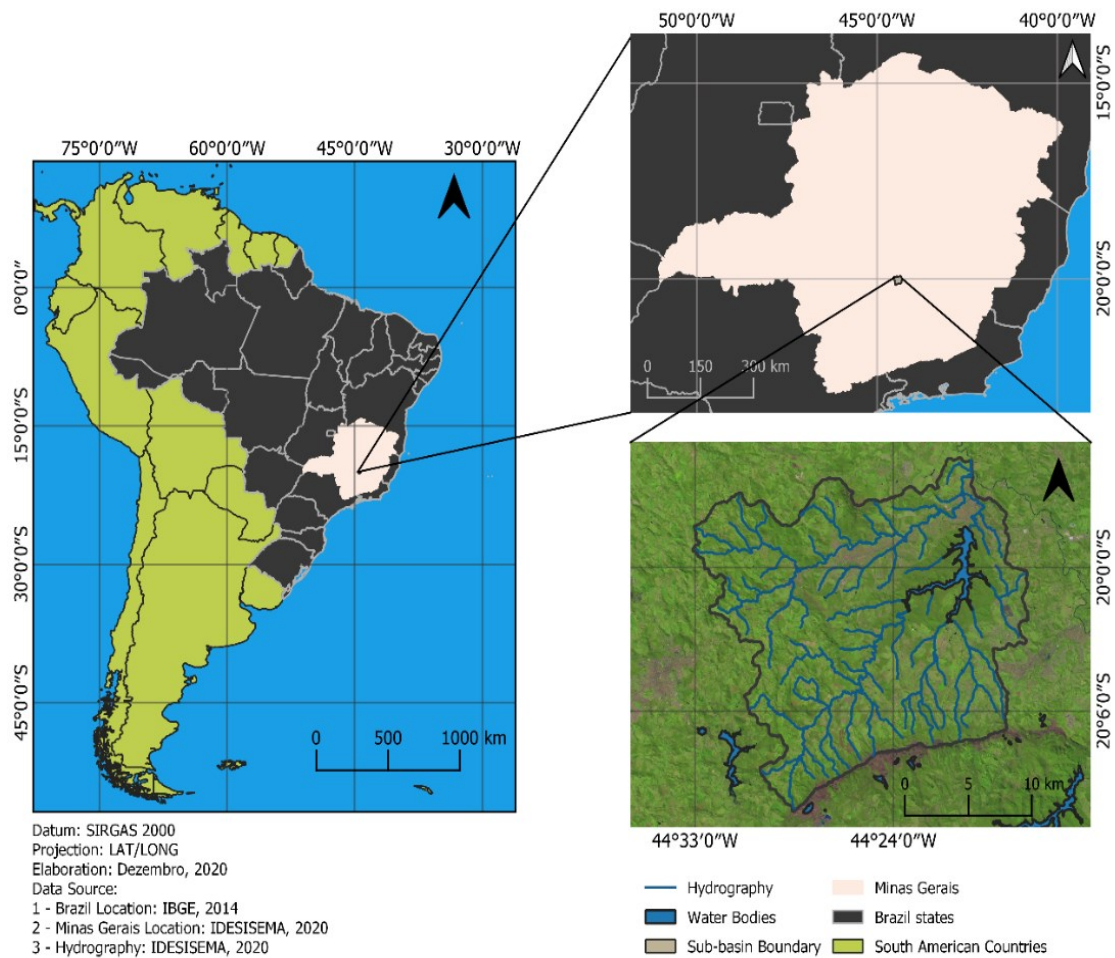 75°0'0"W 60°0'0"W 45°0'0"W 30°0'0"W
0°0'0"
15°0'0"S
30°0'0"S
45°0'0"S
0 500 1000 km
50°0'0"W 45°0'0"W 40°0'0"W
15°0'0"S
20°0'0"S
0 150 300 km
20°0'0"S
20°6'0"S
0 5 10 km
44°33'0"W 44°24'0"W
Datum: SIRGAS 2000
Projection: LAT/LONG
Elaboration: Dezembro, 2020
Data Source:
1 - Brazil Location: IBGE, 2014
2 - Minas Gerais Location: IDESISEMA, 2020
3 - Hydrography: IDESISEMA, 2020
Hydrography Minas Gerais
Water Bodies Brazil states
Sub-basin Boundary South American Countries